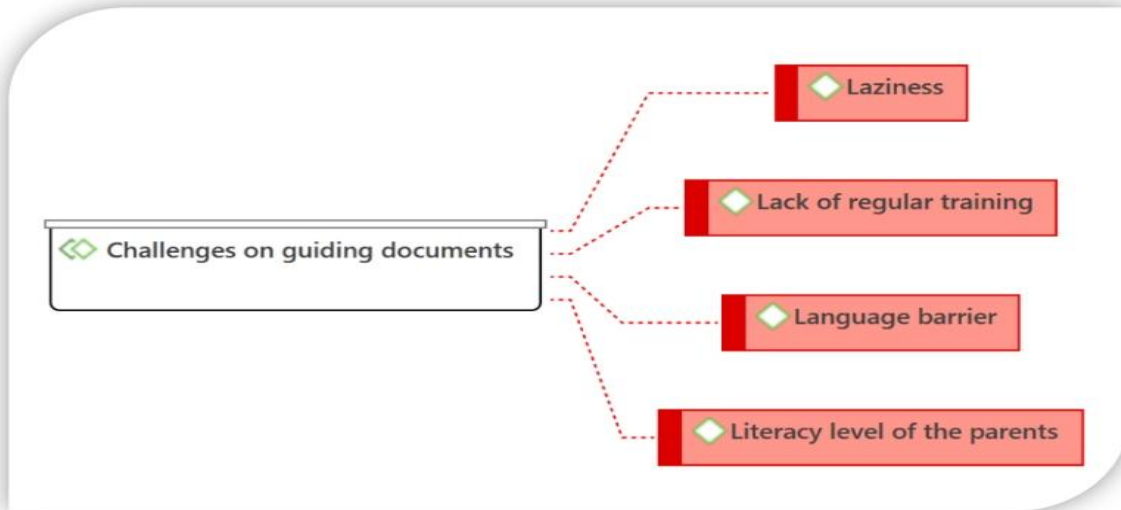 Laziness
Lack of regular training
Challenges on guiding documents
Language barrier
Literacy level of the parents